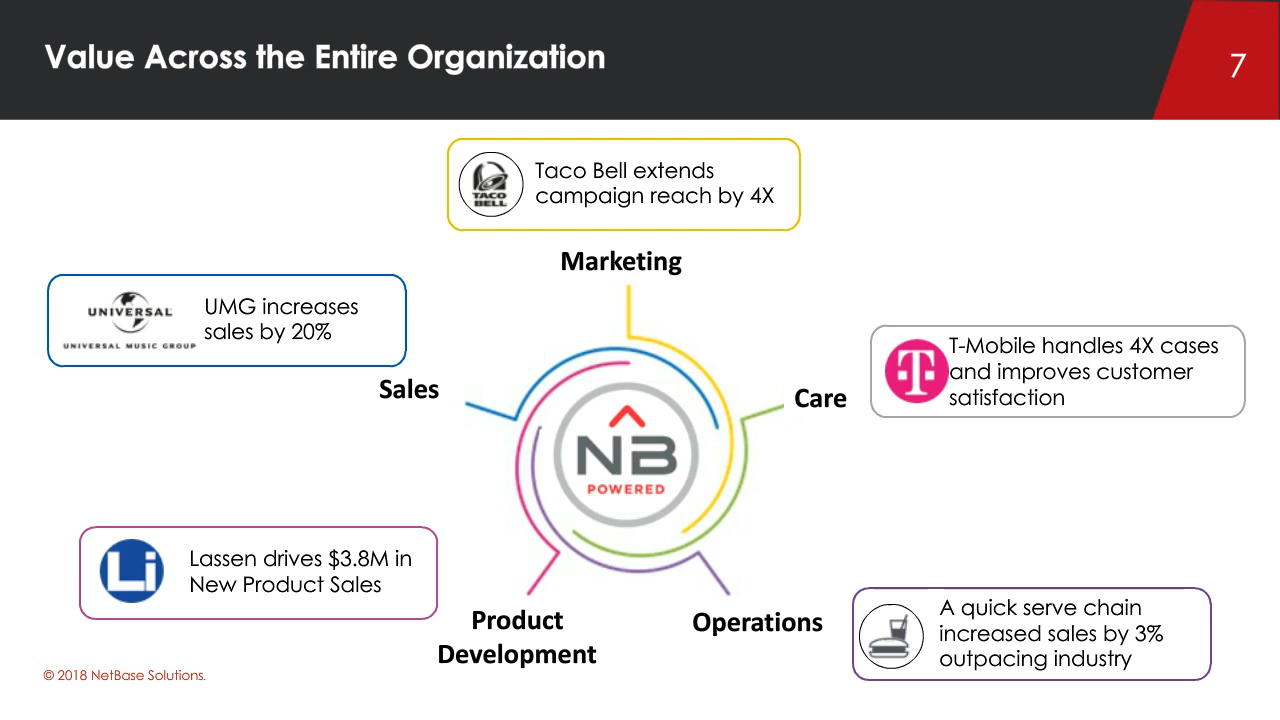 Value Across the Entire Organization
7
TACO
BELL
Taco Bell extends
campaign reach by 4X
Marketing
UNIVERSAL
UNIVERSAL MUSIC GROUP
UMG increases
sales by 20%
Sales
Care
T
T-Mobile handles 4X cases
and improves customer
satisfaction
NB
POWERED
Li
Lassen drives $3.8M in
New Product Sales
Product
Development
Operations
A quick serve chain
increased sales by 3%
outpacing industry
© 2018 NetBase Solutions.